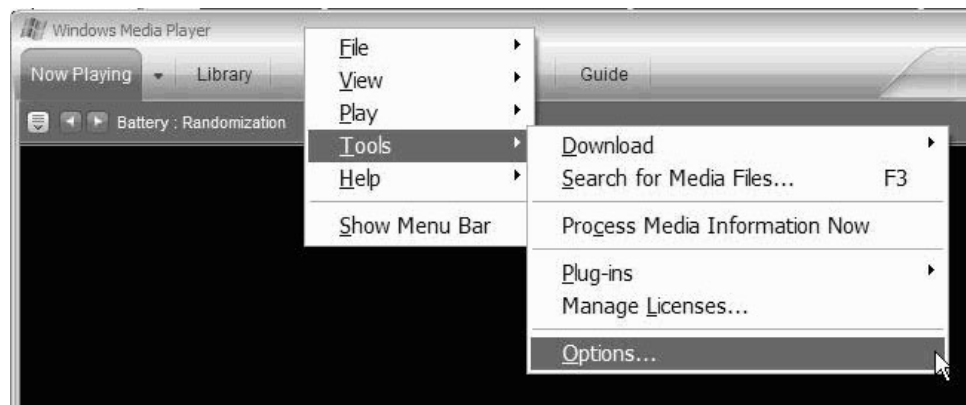 Windows Media Player
Now Playing Library Guide
Battery : Randomization
File
View
Play
Tools
Help
Show Menu Bar
Download
Search for Media Files... F3
Process Media Information Now
Plug-ins
Manage Licenses...
Options...